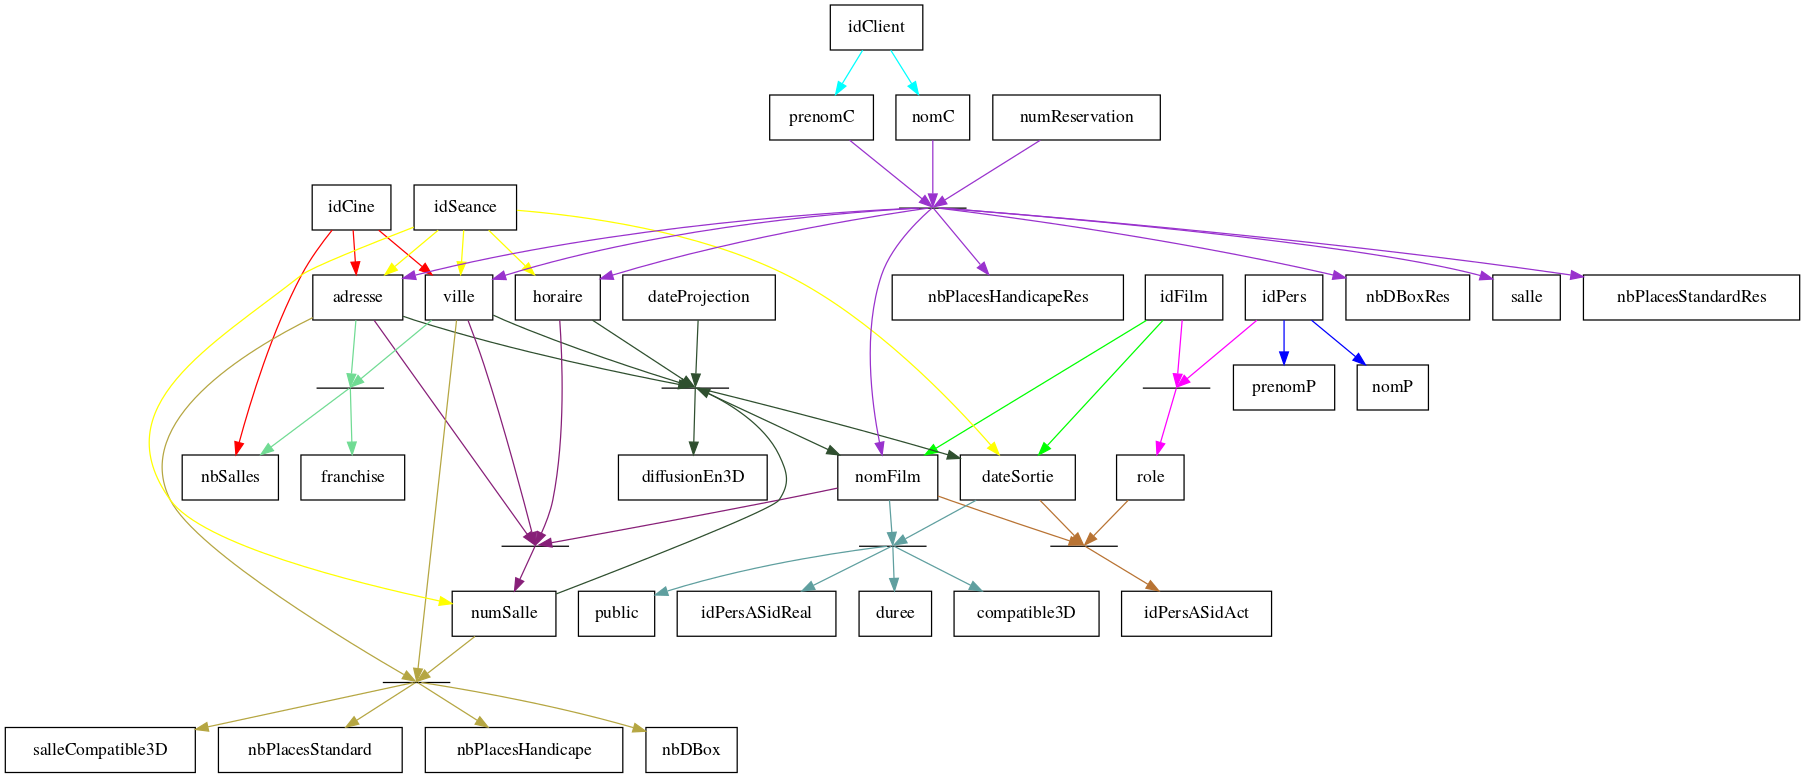 idClient
prenomC
nomC
numReservation
idCine
idSeance
adresse
ville
horaire
dateProjection
nbPlacesHandicapeRes
idFilm
idPers
nbDBoxRes
salle
nbPlacesStandardRes
prenomP
nomP
nbSalles
franchise
diffusionEn3D
nomFilm
dateSortie
role
numSalle
public
idPersASidReal
duree
compatible3D
idPersASidAct
salleCompatible3D
nbPlacesStandard
nbPlacesHandicape
nbDBox